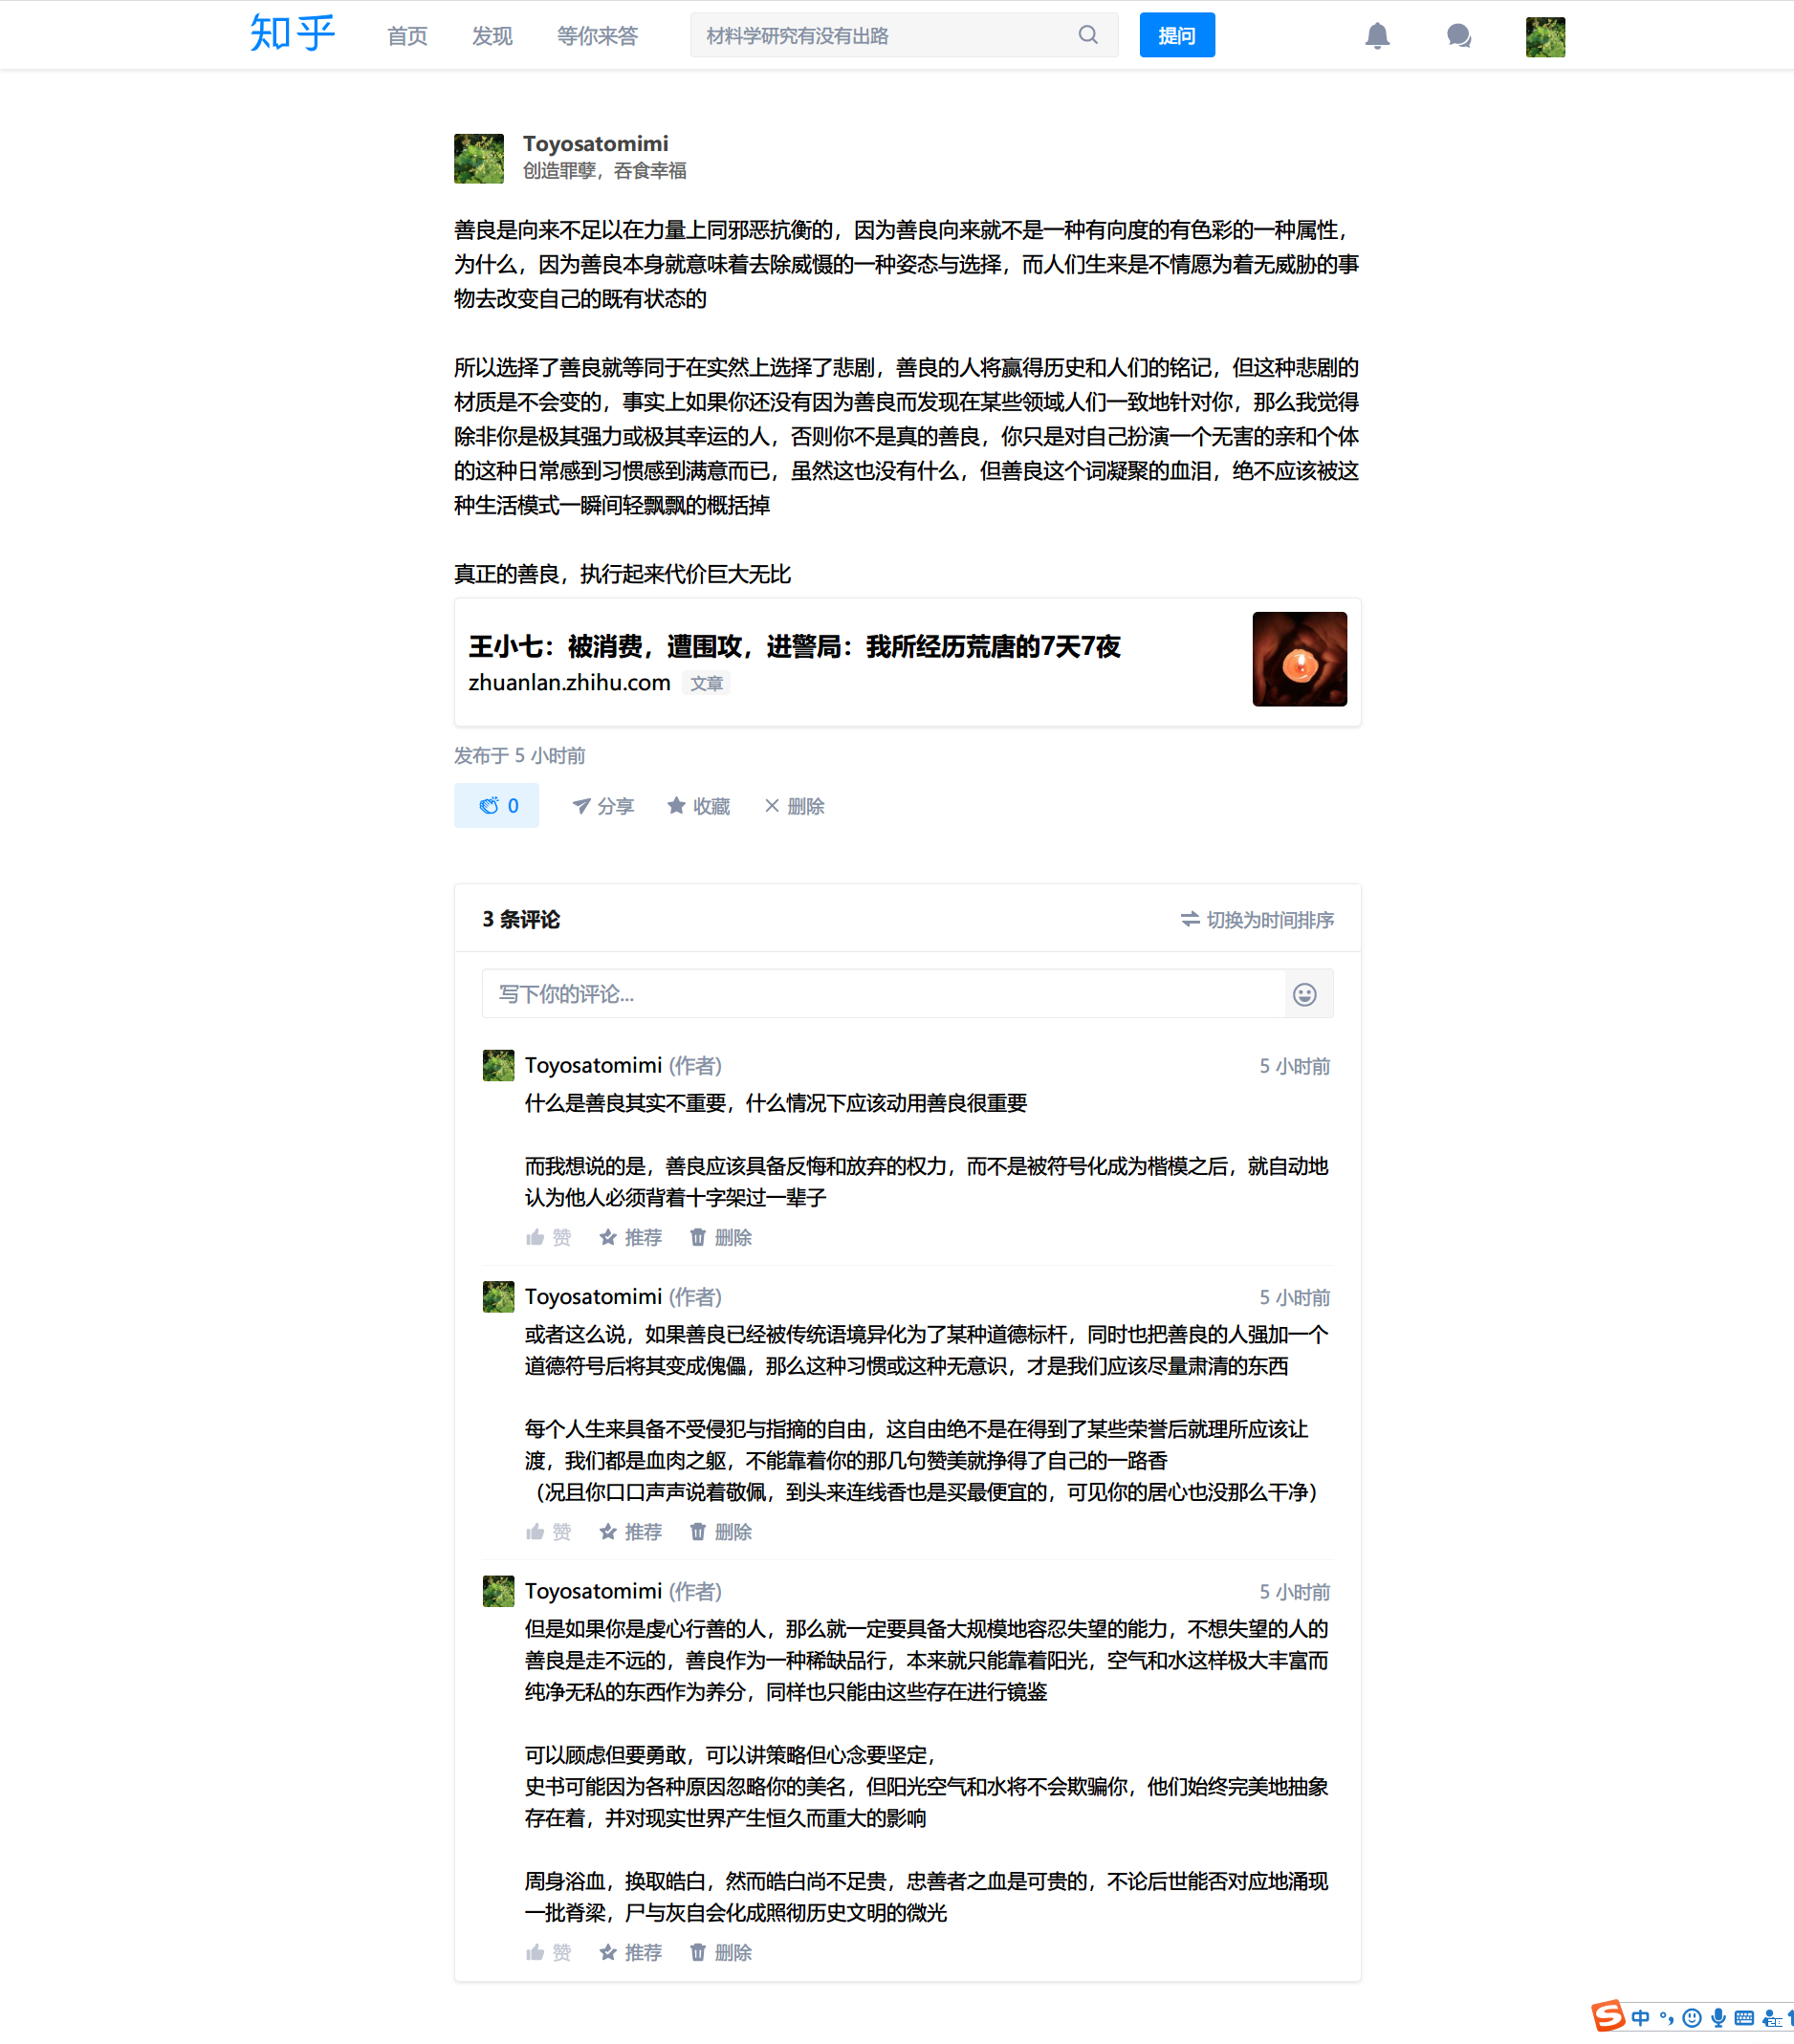 知乎 首页 发现 等你来答 材料学研究有没有出路 提问
Toyosatomimi
创造罪孽，吞食幸福
善良是向来不足以在力量上同邪恶抗衡的，因为善良向来就不是一种有向度的有色彩的一种属性，
为什么，因为善良本身就意味着去除威慑的一种姿态与选择，而人们生来是不情愿为着无威胁的事
物去改变自己的既有状态的
所以选择了善良就等同于在实然上选择了悲剧，善良的人将赢得历史和人们的铭记，但这种悲剧的
材质是不会变的，事实上如果你还没有因为善良而发现在某些领域人们一致地针对你，那么我觉得
除非你是极其强力或极其幸运的人，否则你不是真的善良，你只是对自己扮演一个无害的亲和个体
的这种日常感到习惯感到满意而已，虽然这也没有什么，但善良这个词凝聚的血泪，绝不应该被这
种生活模式一瞬间轻飘飘的概括掉
真正的善良，执行起来代价巨大无比
王小七：被消费，遭围攻，进警局：我所经历荒唐的7天7夜
zhuanlan.zhihu.com 文章
发布于 5 小时前
0 分享 收藏 删除
3 条评论 切换为时间排序
写下你的评论...
Toyosatomimi (作者) 5 小时前
什么是善良其实不重要，什么情况下应该动用善良很重要
而我想说的是，善良应该具备反悔和放弃的权力，而不是被符号化成为楷模之后，就自动地
认为他人必须背着十字架过一辈子
赞 推荐 删除
Toyosatomimi (作者) 5 小时前
或者这么说，如果善良已经被传统语境异化为了某种道德标杆，同时也把善良的人强加一个
道德符号后将其变成傀儡，那么这种习惯或这种无意识，才是我们应该尽量肃清的东西
每个人生来具备不受侵犯与指摘的自由，这自由绝不是在得到了某些荣誉后就理所应该让
渡，我们都是血肉之躯，不能靠着你的那几句赞美就挣得了自己的一路香
（况且你口口声声说着敬佩，到头来连线香也是买最便宜的，可见你的居心也没那么干净）
赞 推荐 删除
Toyosatomimi (作者) 5 小时前
但是如果你是虔心行善的人，那么就一定要具备大规模地容忍失望的能力，不想失望的人的
善良是走不远的，善良作为一种稀缺品行，本来就只能靠着阳光，空气和水这样极大丰富而
纯净无私的东西作为养分，同样也只能由这些存在进行镜鉴
可以顾虑但要勇敢，可以讲策略但心念要坚定，
史书可能因为各种原因忽略你的美名，但阳光空气和水将不会欺骗你，他们始终完美地抽象
存在着，并对现实世界产生恒久而重大的影响
周身浴血，换取皓白，然而皓白尚不足贵，忠善者之血是可贵的，不论后世能否对应地涌现
一批脊梁，尸与灰自会化成照彻历史文明的微光
赞 推荐 删除
S 中